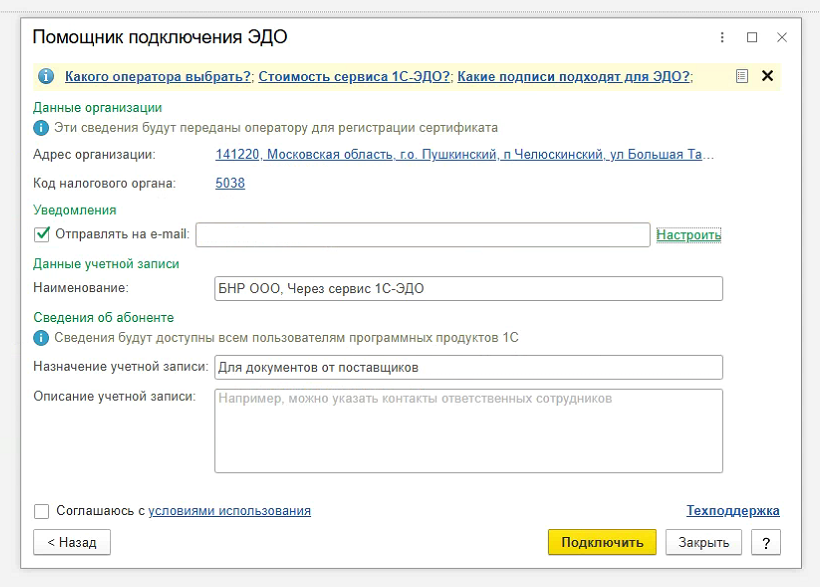 Помощник подключения ЭДО
Какого оператора выбрать?; Стоимость сервиса 1С-ЭДО?; Какие подписи подходят для ЭДО?;
Данные организации
Эти сведения будут переданы оператору для регистрации сертификата
Адрес организации: 141220, Московская область, г.о. Пушкинский, п Челюскинский, ул Большая Та...
Код налогового органа: 5038
Уведомления
Отправлять на e-mail: Настроить
Данные учетной записи
Наименование: БНР ООО, Через сервис 1С-ЭДО
Сведения об абоненте
Сведения будут доступны всем пользователям программных продуктов 1С
Назначение учетной записи: Для документов от поставщиков
Описание учетной записи: Например, можно указать контакты ответственных сотрудников
Соглашаюсь с условиями использования Техподдержка
< Назад Подключить Закрыть ?